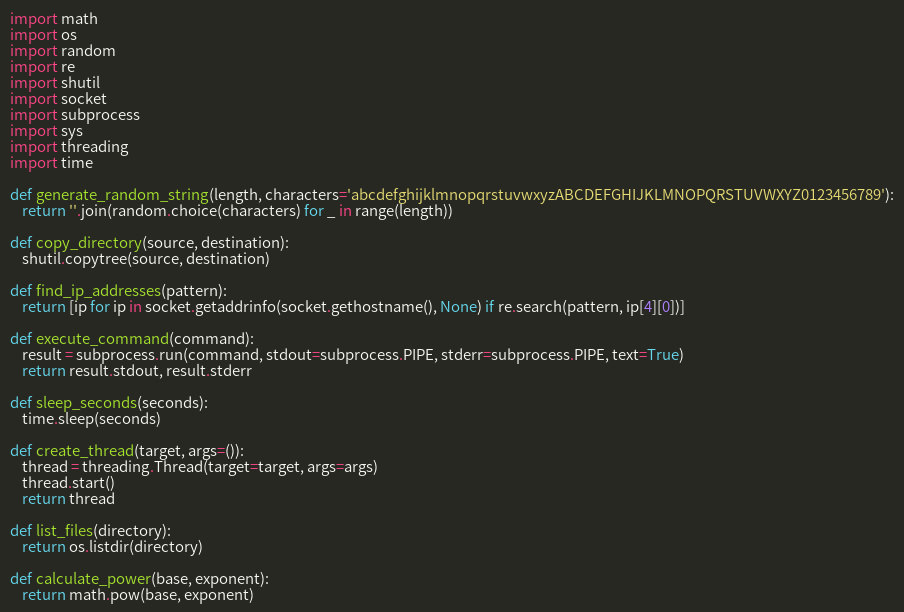 import math
import os
import random
import re
import shutil
import socket
import subprocess
import sys
import threading
import time

def generate_random_string(length, characters='abcdefghijklmnopqrstuvwxyzABCDEFGHIJKLMNOPQRSTUVWXYZ0123456789'):
    return ''.join(random.choice(characters) for _ in range(length))

def copy_directory(source, destination):
    shutil.copytree(source, destination)

def find_ip_addresses(pattern):
    return [ip for ip in socket.getaddrinfo(socket.gethostname(), None) if re.search(pattern, ip[4][0])]

def execute_command(command):
    result = subprocess.run(command, stdout=subprocess.PIPE, stderr=subprocess.PIPE, text=True)
    return result.stdout, result.stderr

def sleep_seconds(seconds):
    time.sleep(seconds)

def create_thread(target, args=()):
    thread = threading.Thread(target=target, args=args)
    thread.start()
    return thread

def list_files(directory):
    return os.listdir(directory)

def calculate_power(base, exponent):
    return math.pow(base, exponent)